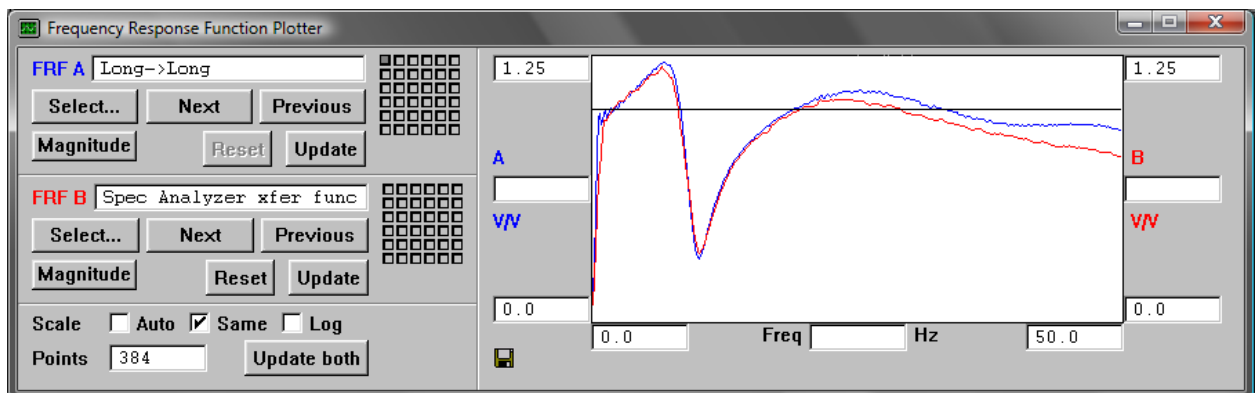 Frequency Response Function Plotter
FRF A Long->Long
Select... Next Previous
Magnitude Reset Update
FRF B Spec Analyzer xfer func
Select... Next Previous
Magnitude Reset Update
Scale Auto Same Log
Points 384 Update both
1.25
A
V/V
0.0
0.0 Freq Hz 50.0
1.25
B
V/V
0.0